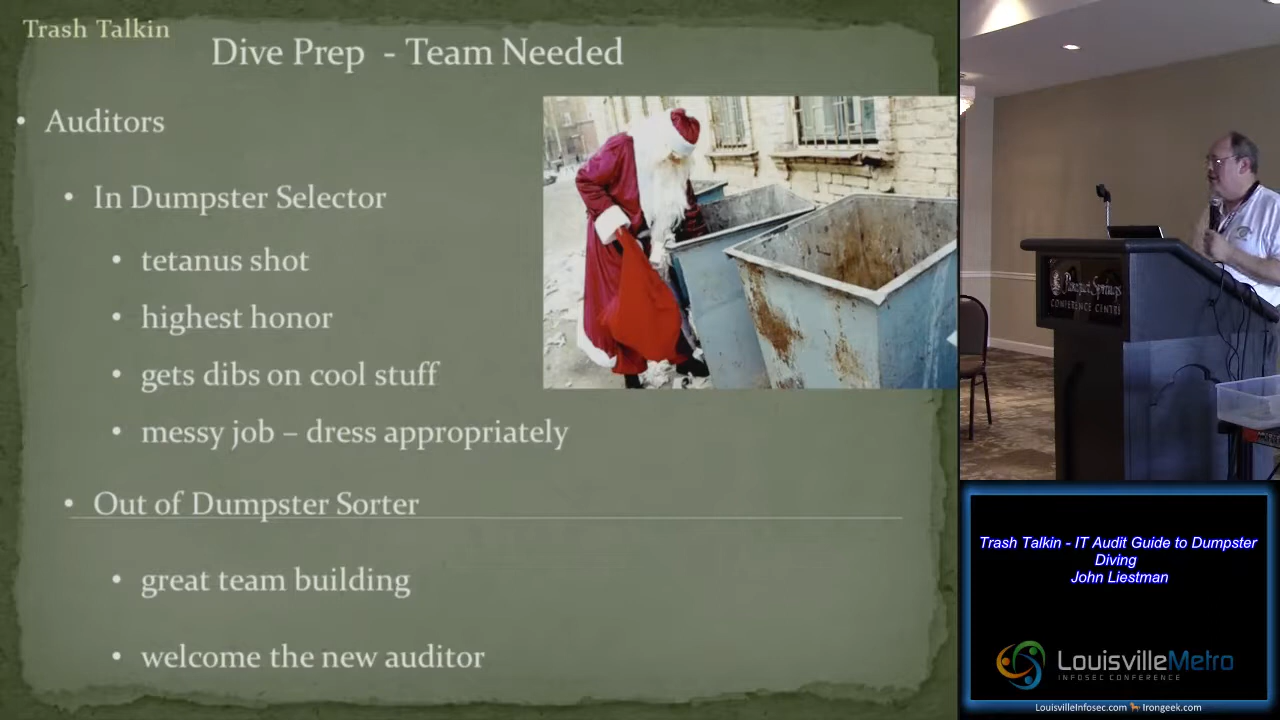 Trash Talkin
Dive Prep - Team Needed
• Auditors
• In Dumpster Selector
• tetanus shot
• highest honor
• gets dibs on cool stuff
• messy job – dress appropriately
• Out of Dumpster Sorter
• great team building
• welcome the new auditor
CONFERENCE CENTRE
Trash Talkin - IT Audit Guide to Dumpster
Diving
John Liestman
LouisvilleMetro
INFOSEC CONFERENCE
LouisvilleInfosec.com Irongeek.com